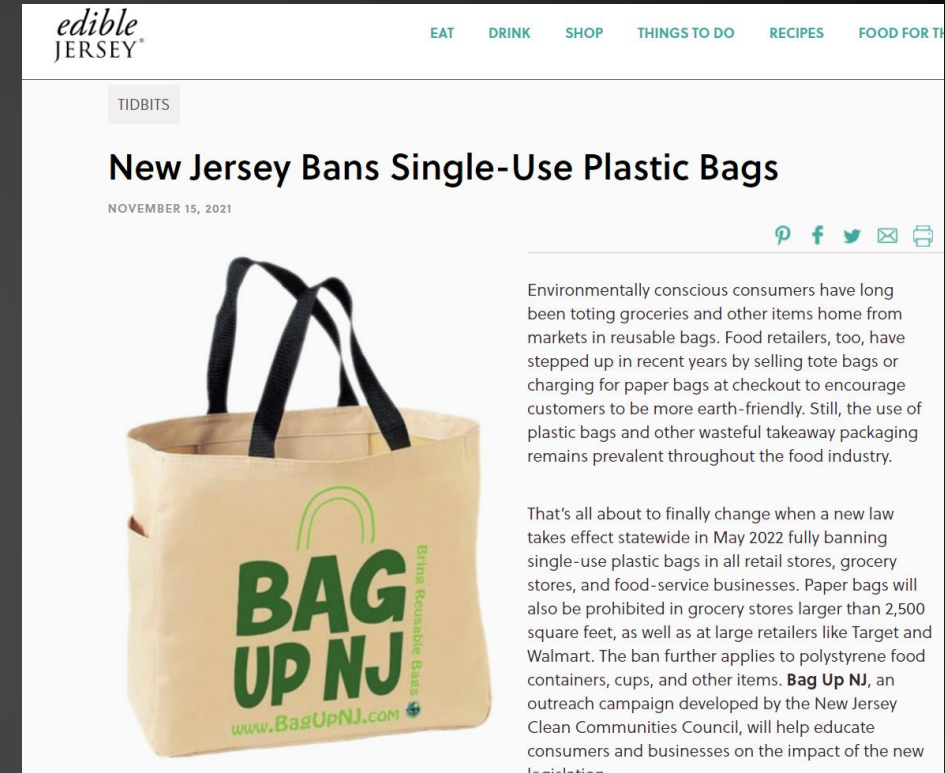 edible
JERSEY®
EAT DRINK SHOP THINGS TO DO RECIPES FOOD FOR
TIDBITS
New Jersey Bans Single-Use Plastic Bags
NOVEMBER 15, 2021
Environmentally conscious consumers have long
been toting groceries and other items home from
markets in reusable bags. Food retailers, too, have
stepped up in recent years by selling tote bags or
charging for paper bags at checkout to encourage
customers to be more earth-friendly. Still, the use of
plastic bags and other wasteful takeaway packaging
remains prevalent throughout the food industry.
That's all about to finally change when a new law
takes effect statewide in May 2022 fully banning
single-use plastic bags in all retail stores, grocery
stores, and food-service businesses. Paper bags will
also be prohibited in grocery stores larger than 2,500
square feet, as well as at large retailers like Target and
Walmart. The ban further applies to polystyrene food
containers, cups, and other items. Bag Up NJ, an
outreach campaign developed by the New Jersey
Clean Communities Council, will help educate
consumers and businesses on the impact of the new
BAG
UP NJ
Bring Reusable Bags
www.BagUpNJ.com